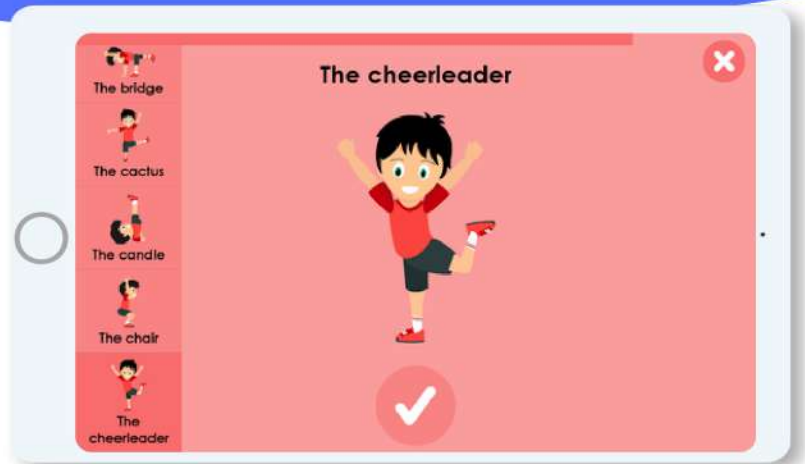 The bridge
The cactus
The candle
The chair
The
cheerleader
The cheerleader